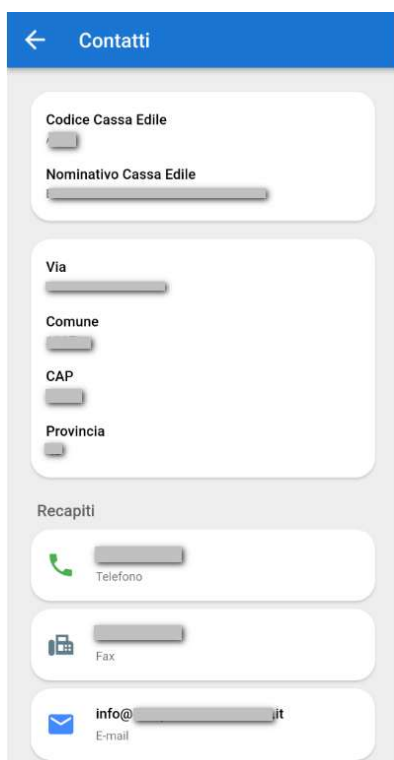 Contatti
Codice Cassa Edile
Nominativo Cassa Edile
Via
Comune
CAP
Provincia
Recapiti
Telefono
Fax
info@ it
E-mail